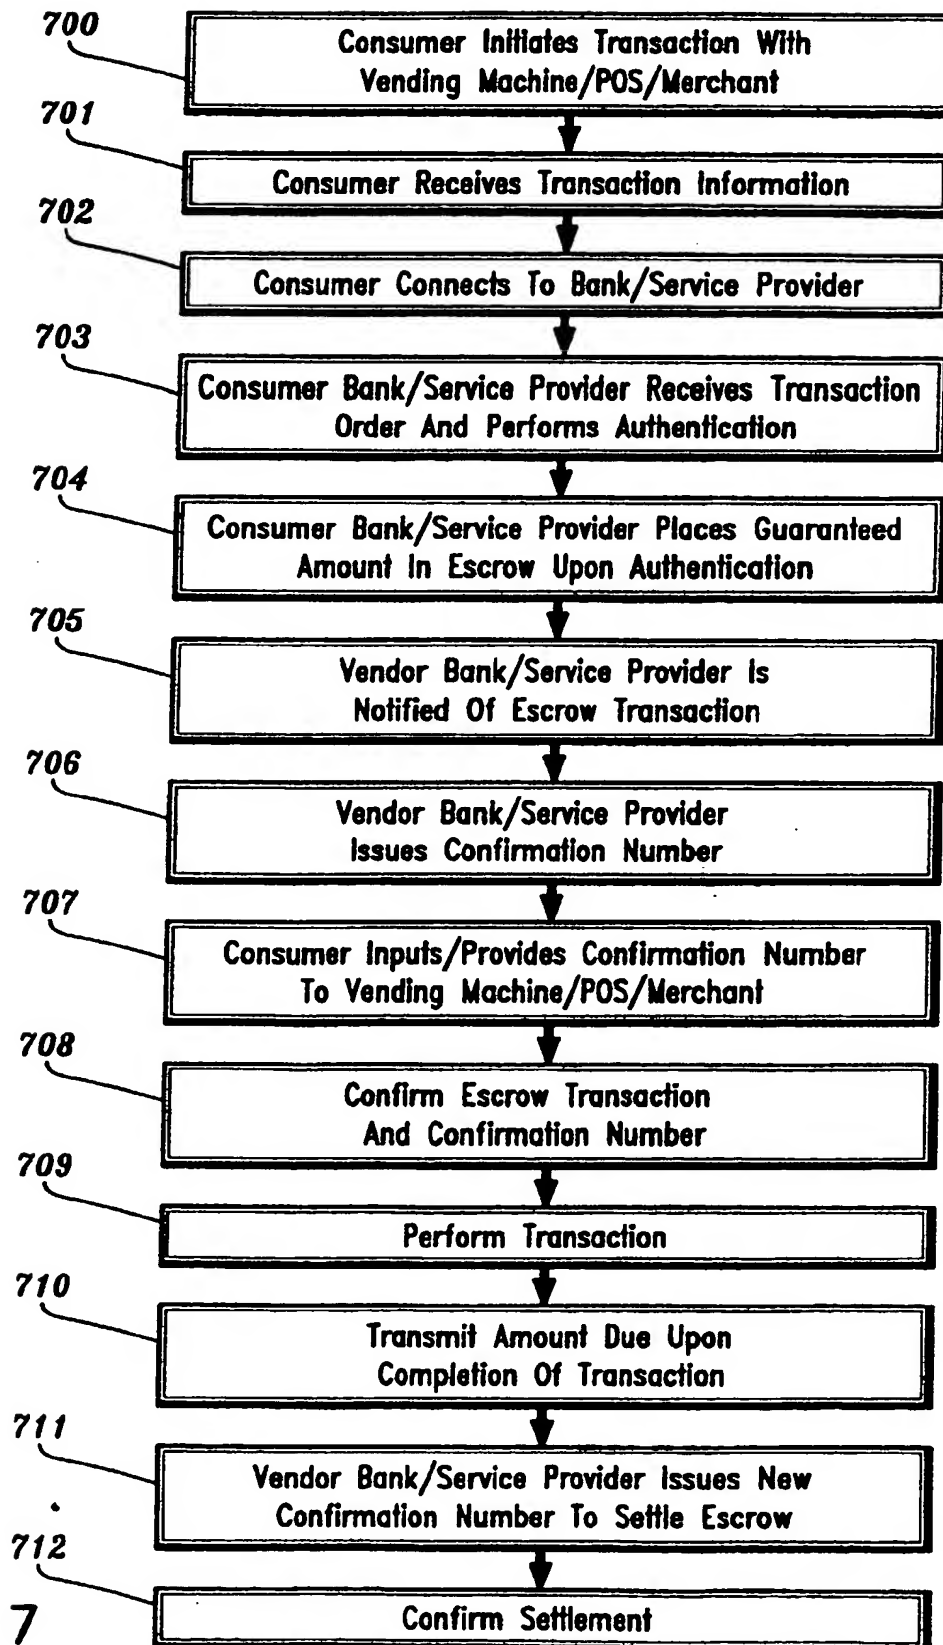 700
Consumer Initiates Transaction With
Vending Machine/POS/Merchant
701
Consumer Receives Transaction Information
702
Consumer Connects To Bank/Service Provider
703
Consumer Bank/Service Provider Receives Transaction
Order And Performs Authentication
704
Consumer Bank/Service Provider Places Guaranteed
Amount In Escrow Upon Authentication
705
Vendor Bank/Service Provider Is
Notified Of Escrow Transaction
706
Vendor Bank/Service Provider
Issues Confirmation Number
707
Consumer Inputs/Provides Confirmation Number
To Vending Machine/POS/Merchant
708
Confirm Escrow Transaction
And Confirmation Number
709
Perform Transaction
710
Transmit Amount Due Upon
Completion Of Transaction
711
Vendor Bank/Service Provider Issues New
Confirmation Number To Settle Escrow
712
Confirm Settlement
7